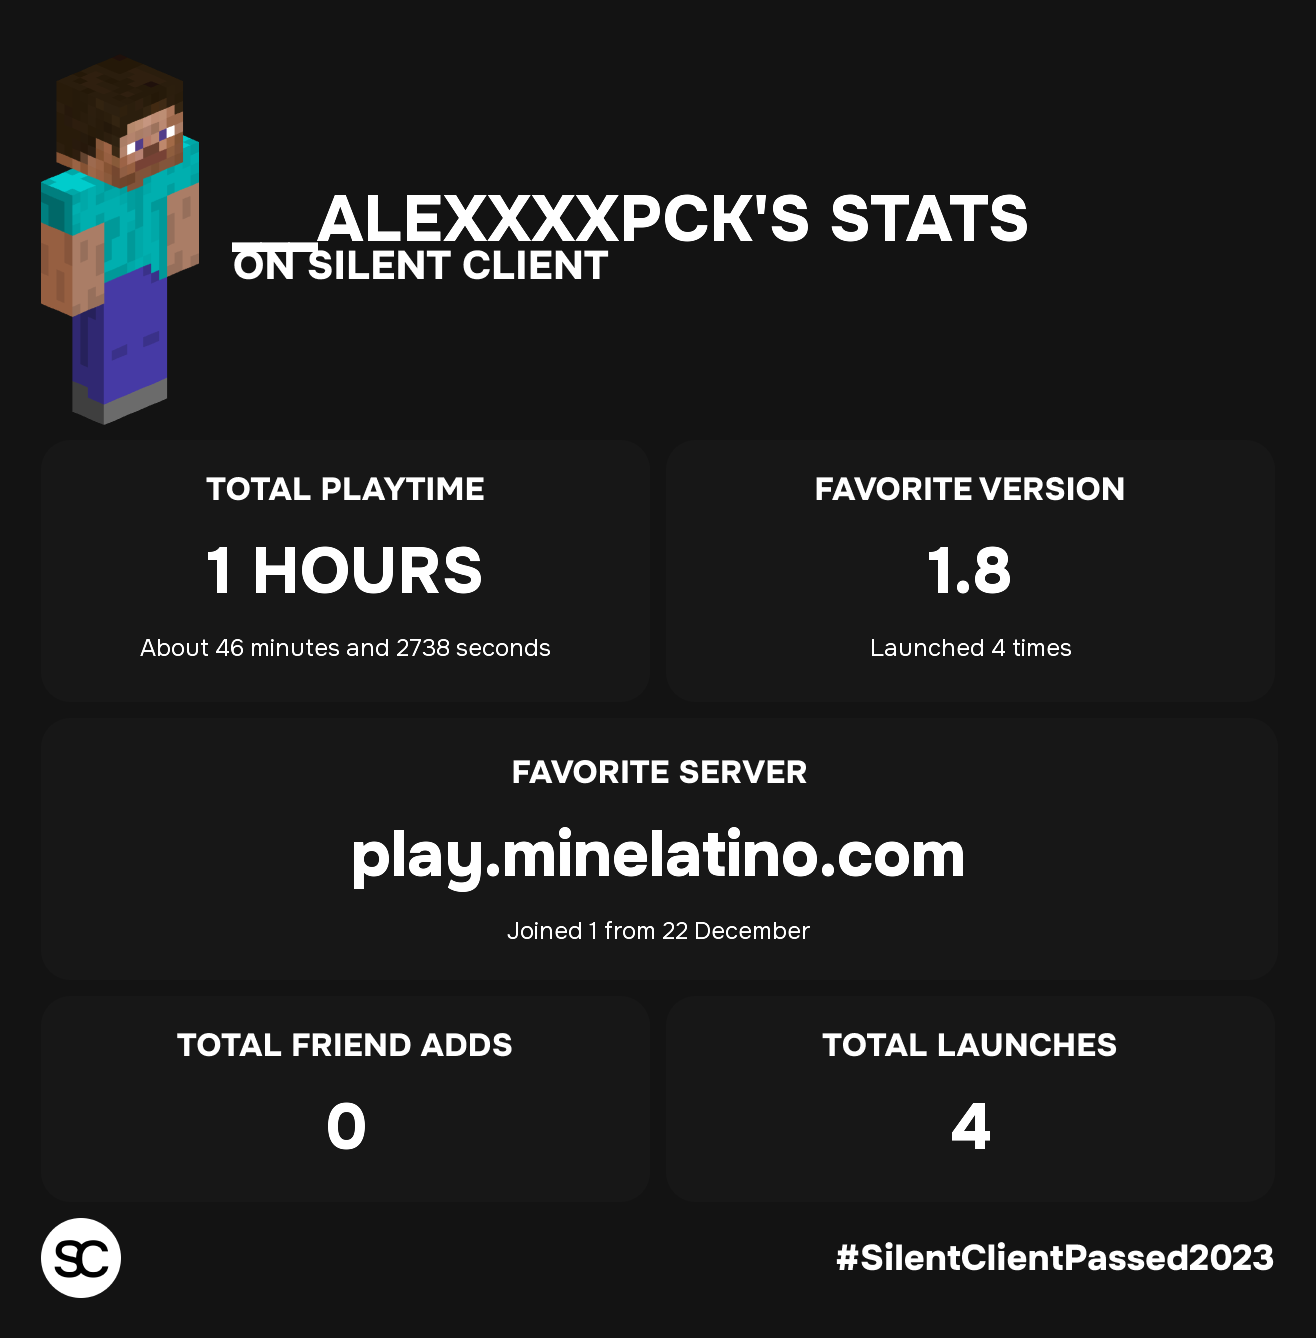 ___ALEXXXXPCK'S STATS
ON SILENT CLIENT
TOTAL PLAYTIME
1 HOURS
About 46 minutes and 2738 seconds
FAVORITE VERSION
1.8
Launched 4 times
FAVORITE SERVER
play.minelatino.com
Joined 1 from 22 December
TOTAL FRIEND ADDS
0
TOTAL LAUNCHES
4
SC
#SilentClientPassed2023